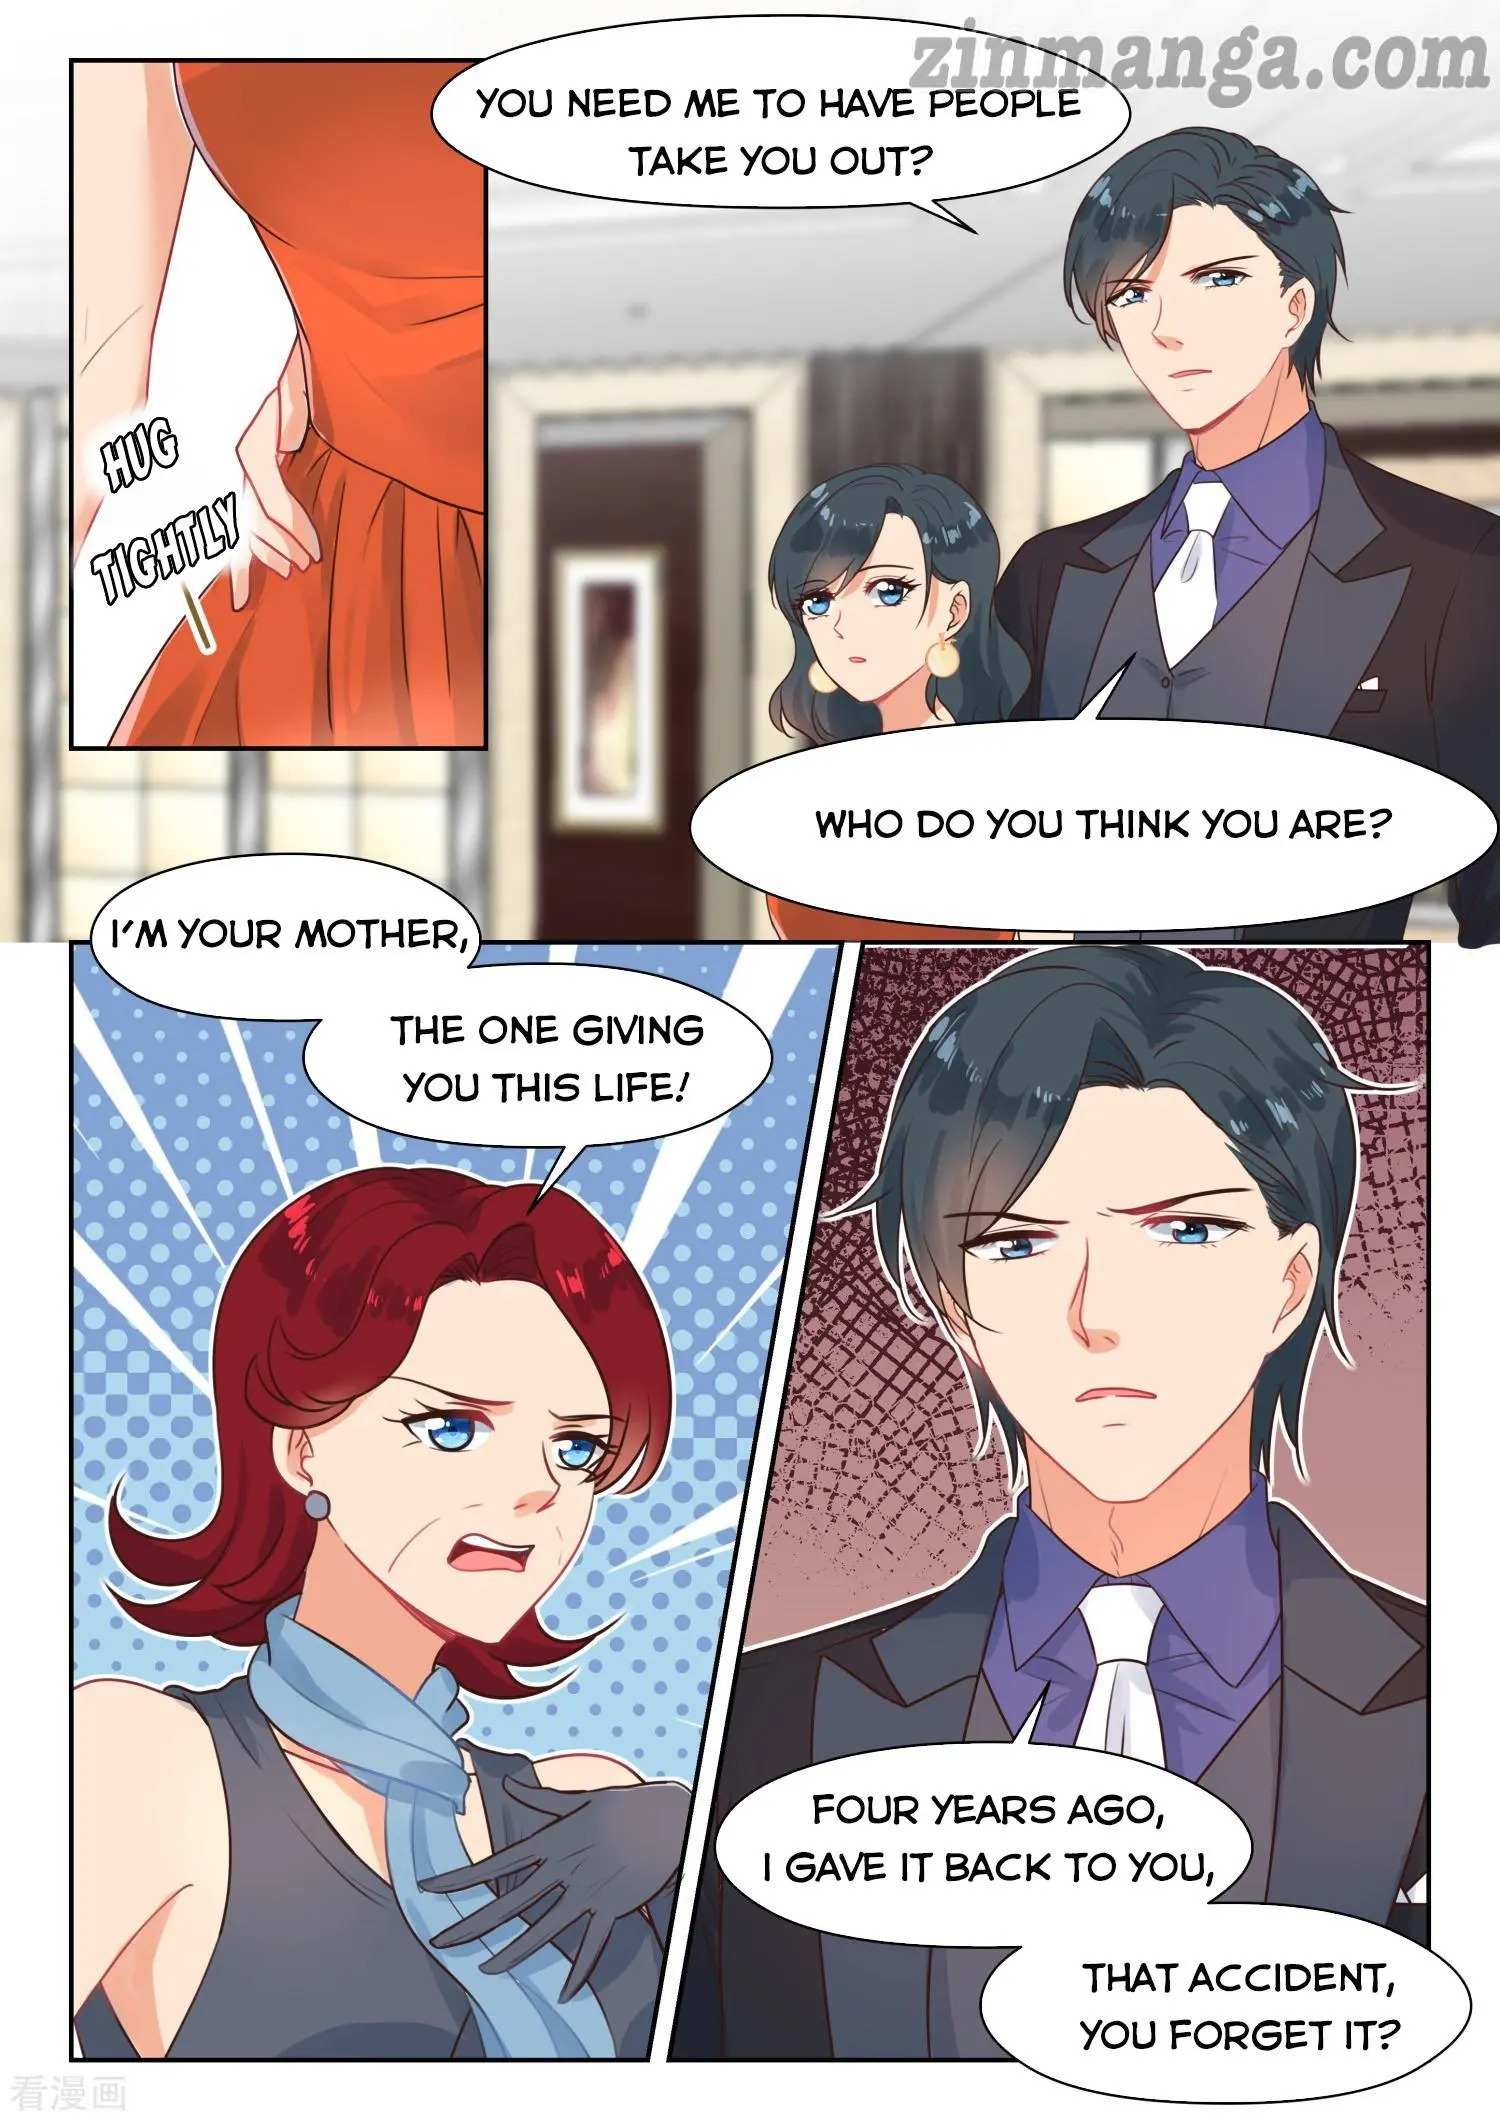 zinmanga.com
YOU NEED ME TO HAVE PEOPLE
TAKE YOU OUT?
HUG
TIGHTLY
WHO DO YOU THINK YOU ARE?
I'M YOUR MOTHER,
THE ONE GIVING
YOU THIS LIFE!
FOUR YEARS AGO,
I GAVE IT BACK TO YOU,
THAT ACCIDENT,
YOU FORGET IT?
看漫画